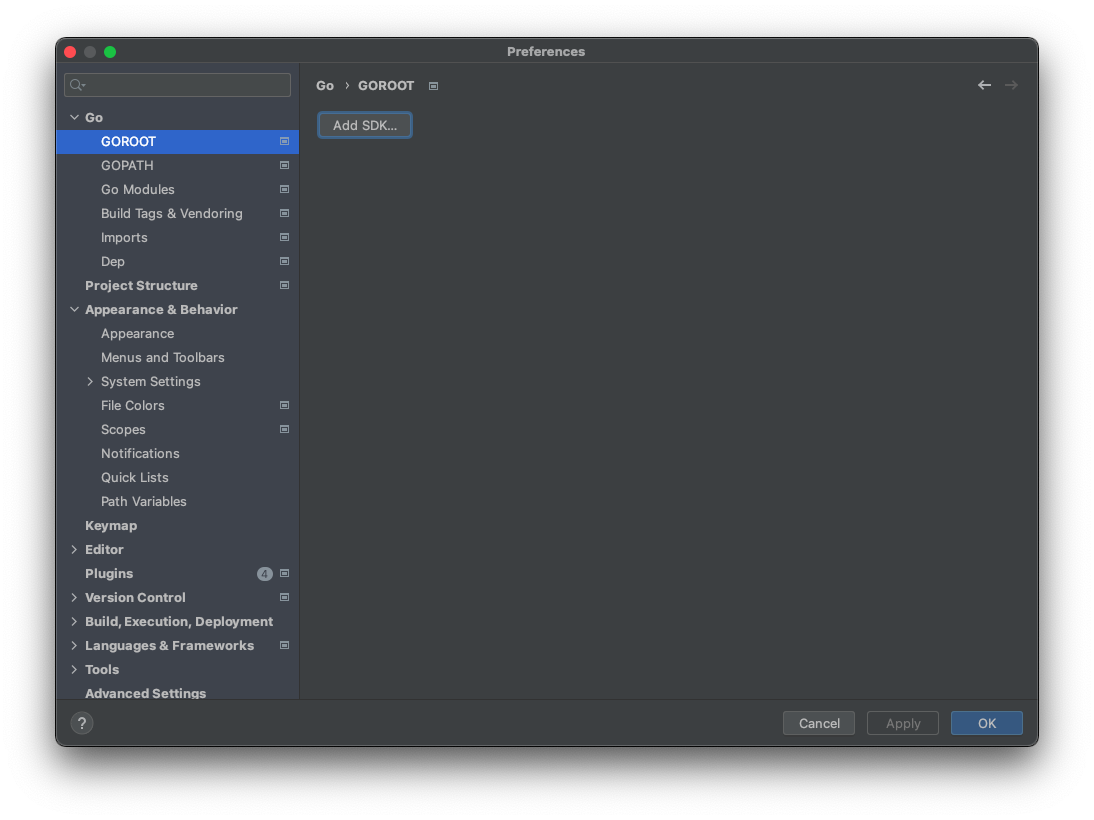 Preferences
Go › GOROOT
Add SDK...
Go
GOROOT
GOPATH
Go Modules
Build Tags & Vendoring
Imports
Dep
Project Structure
Appearance & Behavior
Appearance
Menus and Toolbars
System Settings
File Colors
Scopes
Notifications
Quick Lists
Path Variables
Keymap
Editor
Plugins 4
Version Control
Build, Execution, Deployment
Languages & Frameworks
Tools
Advanced Settings
? Cancel Apply OK